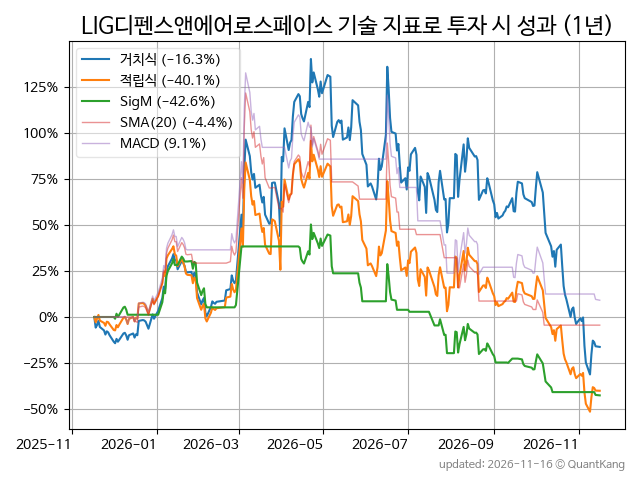 LIG디펜스앤에어로스페이스 기술 지표로 투자 시 성과 (1년)
거치식 (−16.3%)
적립식 (−40.1%)
SigM (−42.6%)
SMA(20) (−4.4%)
MACD (9.1%)
125%
100%
75%
50%
25%
0%
−25%
−50%
2025-11 2026-01 2026-03 2026-05 2026-07 2026-09 2026-11
updated: 2026-11-16 © QuantKang